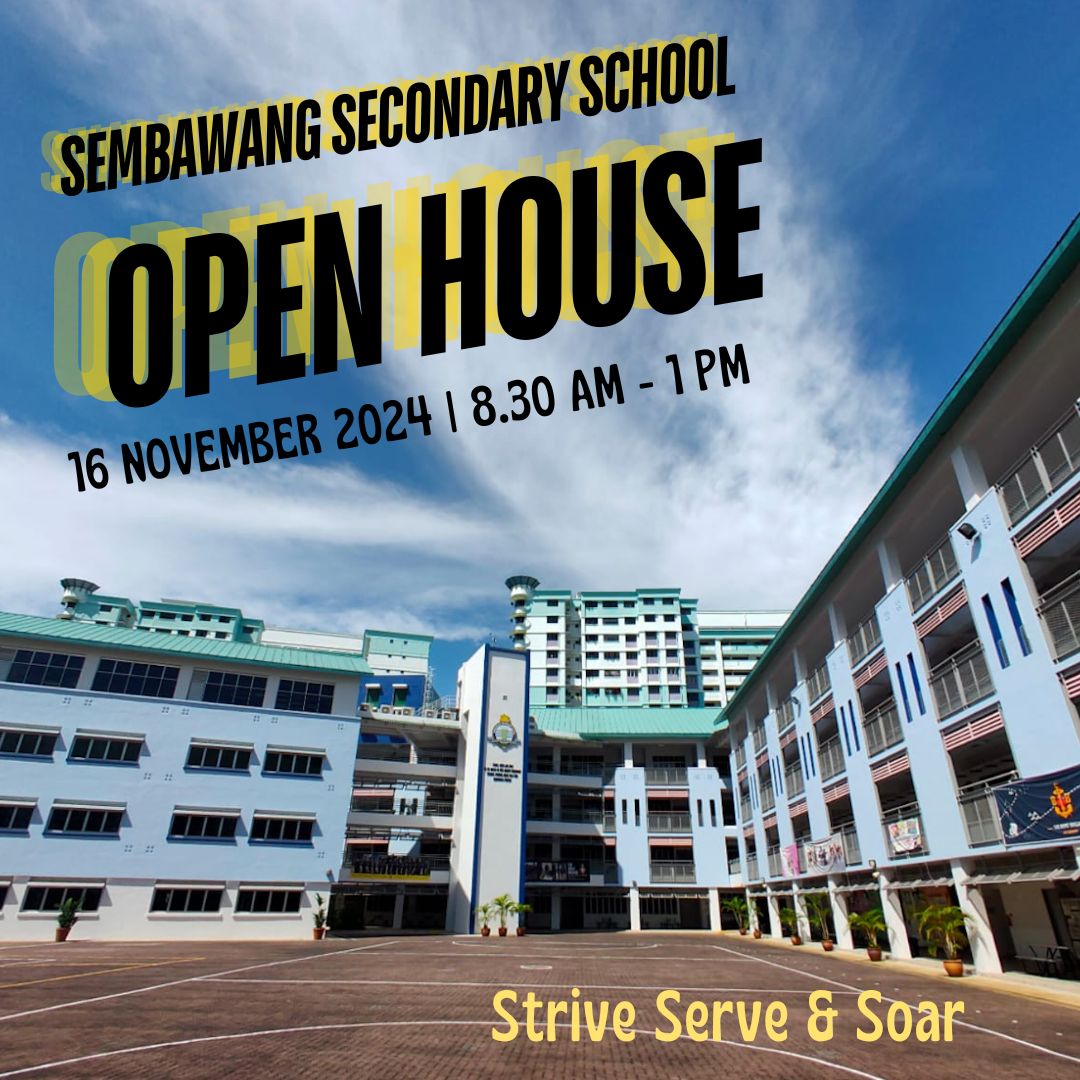 SEMBAWANG SECONDARY SCHOOL
OPEN HOUSE
16 NOVEMBER 2024 | 8.30 AM - 1 PM
Strive Serve & Soar